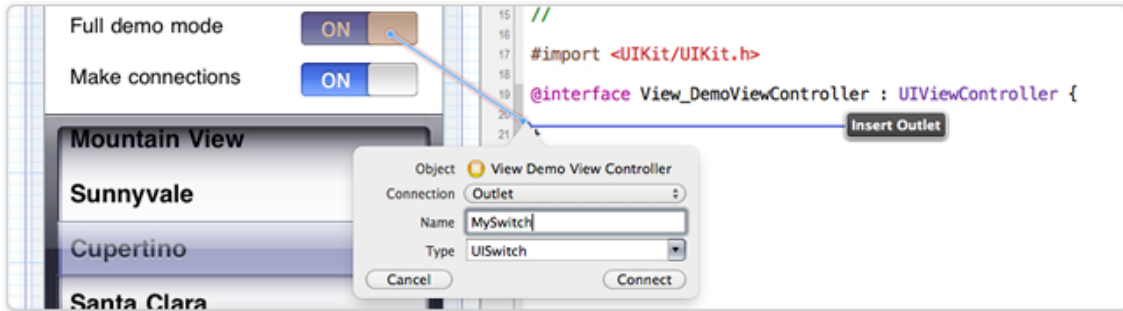 Full demo mode
ON
Make connections
ON
Mountain View
Sunnyvale
Cupertino
Santa Clara
15 //
16
17 #import <UIKit/UIKit.h>
18
19 @interface View_DemoViewController : UIViewController {
20
Insert Outlet
21
Object View Demo View Controller
Connection Outlet
Name MySwitch
Type UISwitch
Cancel Connect